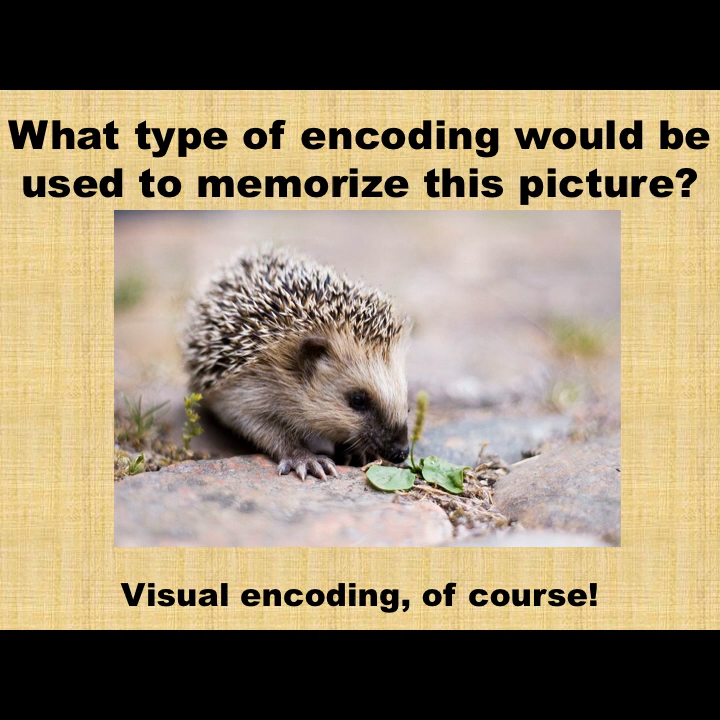 What type of encoding would be
used to memorize this picture?
Visual encoding, of course!